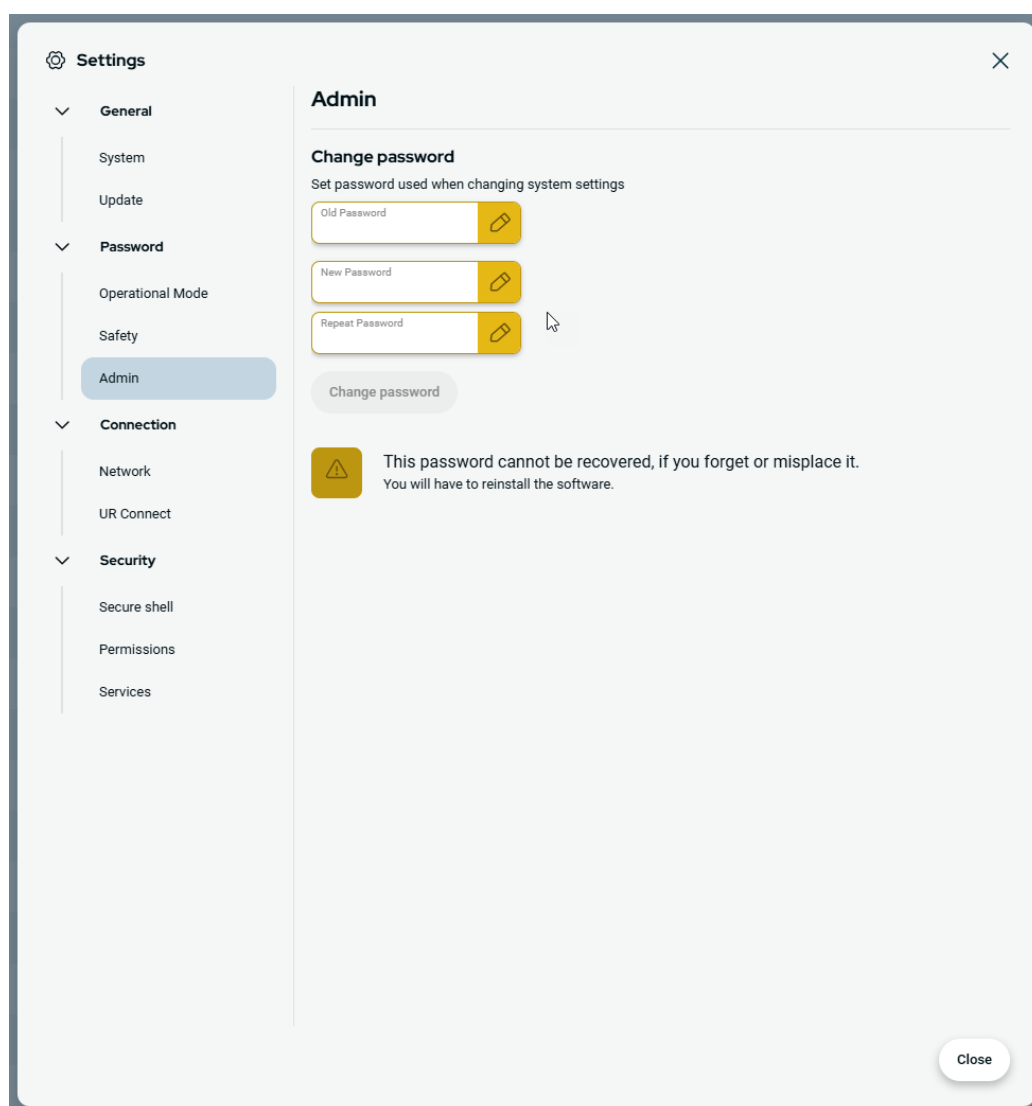 Settings
General
System
Update
Password
Operational Mode
Safety
Admin
Connection
Network
UR Connect
Security
Secure shell
Permissions
Services
Admin
Change password
Set password used when changing system settings
Old Password
New Password
Repeat Password
Change password
This password cannot be recovered, if you forget or misplace it.
You will have to reinstall the software.
Close